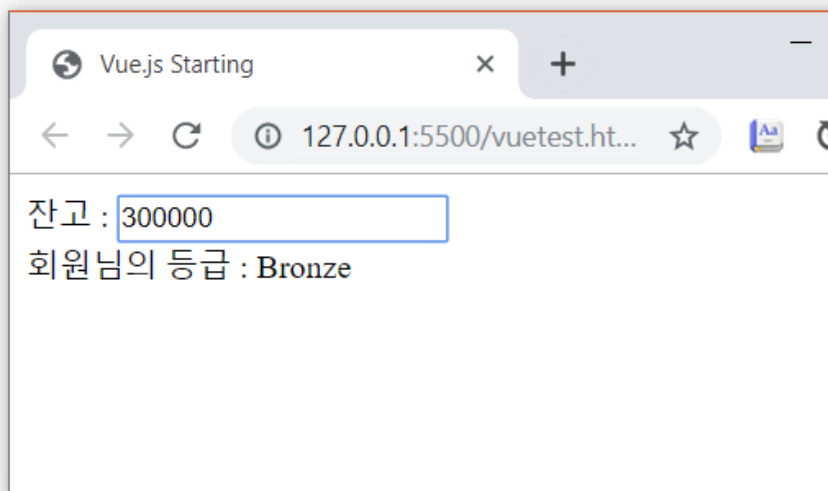 Vue.js Starting
127.0.0.1:5500/vuetest.ht...
Aa
잔고 : 300000
회원님의 등급 : Bronze